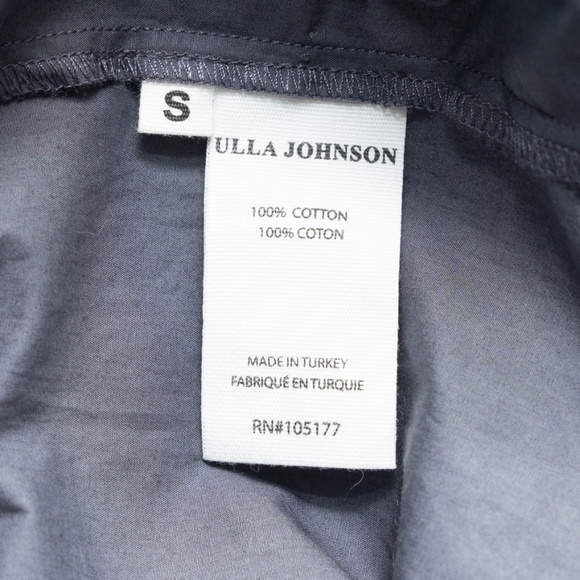 S
ULLA JOHNSON
100% COTTON
100% COTON
MADE IN TURKEY
FABRIQUÉ EN TURQUIE
RN#105177